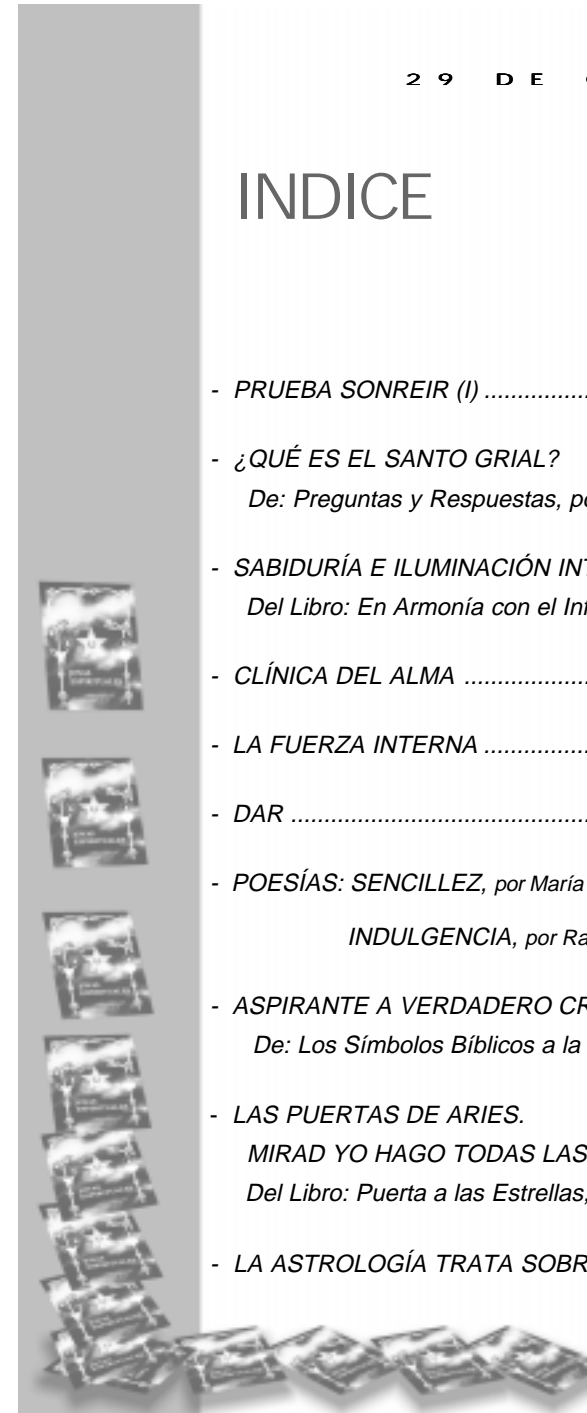 29 DE
INDICE
- PRUEBA SONREIR (I) ................
- ¿QUÉ ES EL SANTO GRIAL?
De: Preguntas y Respuestas,
- SABIDURÍA E ILUMINACIÓN
Del Libro: En Armonía con el
- CLÍNICA DEL ALMA ...................
- LA FUERZA INTERNA ................
- DAR .............................................
- POESÍAS: SENCILLEZ, por María
INDULGENCIA, por
- ASPIRANTE A VERDADERO
De: Los Símbolos Bíblicos a la
- LAS PUERTAS DE ARIES.
MIRAD YO HAGO TODAS LAS
Del Libro: Puerta a las Estrellas,
- LA ASTROLOGÍA TRATA